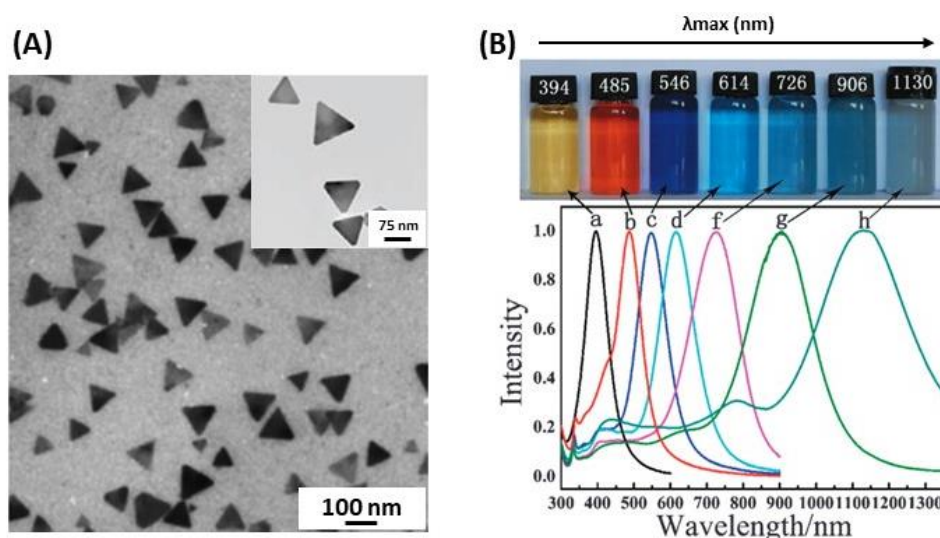 (A)
75 nm
100 nm
(B)
λmax (nm)
394 485 546 614 726 906 1130
a b c d f g h
1.0
0.8
0.6
0.4
0.2
0.0
Intensity
300 400 500 600 700 800 900 1000 1100 1200 1300
Wavelength/nm